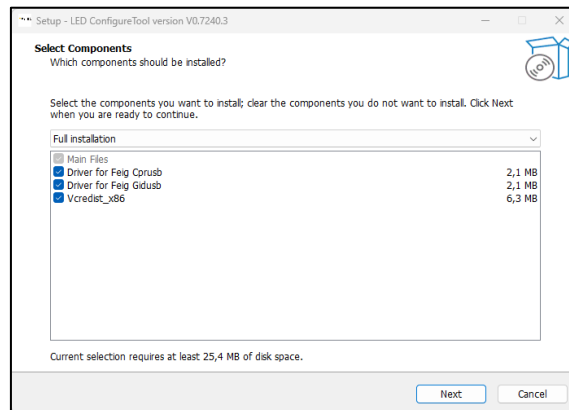 Setup - LED ConfigureTool version V0.7240.3
Select Components
Which components should be installed?
Select the components you want to install; clear the components you do not want to install. Click Next
when you are ready to continue.
Full installation
Main Files
Driver for Feig Cprusb 2,1 MB
Driver for Feig Gidusb 2,1 MB
Vcredist_x86 6,3 MB
Current selection requires at least 25,4 MB of disk space.
Next Cancel